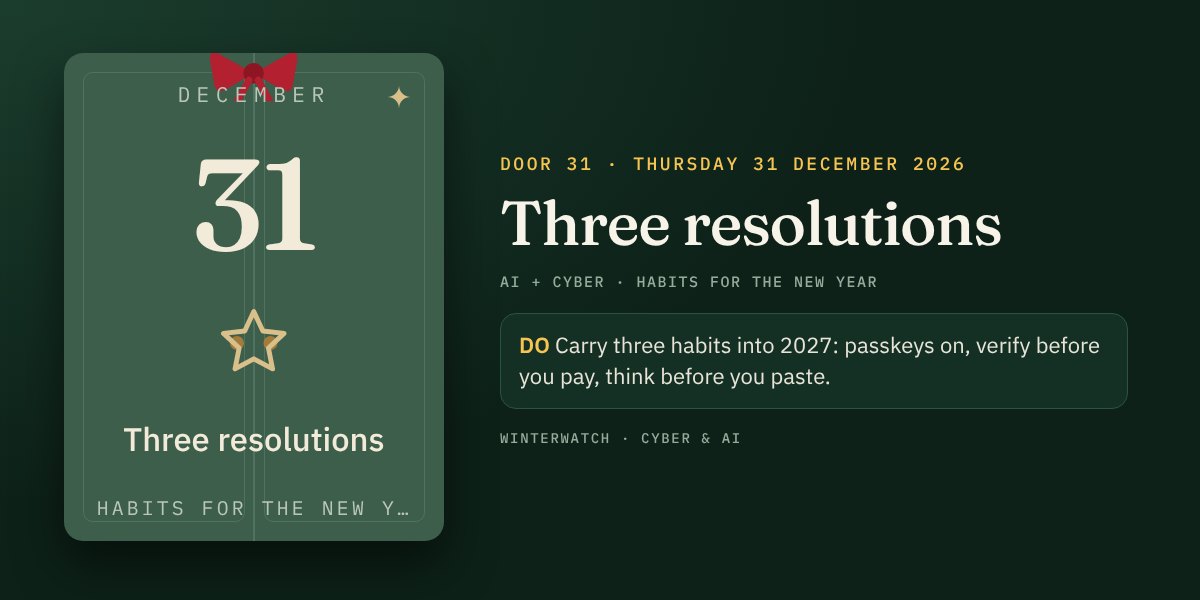 DECEMBER
31
Three resolutions
HABITS FOR THE NEW Y…
DOOR 31 · THURSDAY 31 DECEMBER 2026
Three resolutions
AI + CYBER · HABITS FOR THE NEW YEAR
DO Carry three habits into 2027: passkeys on, verify before
you pay, think before you paste.
WINTERWATCH · CYBER & AI